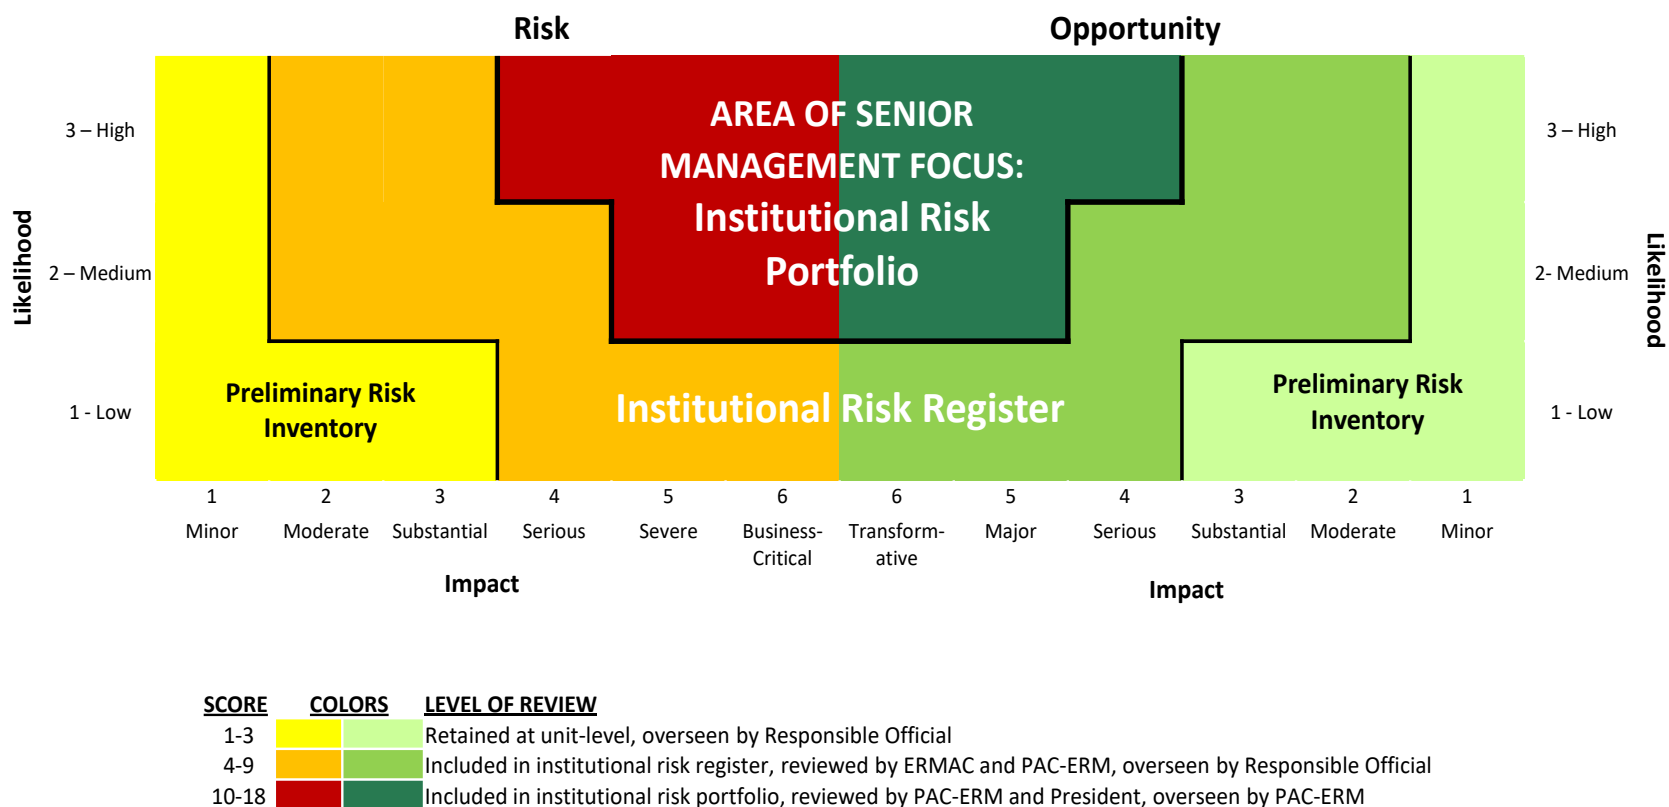 Risk
Opportunity
AREA OF SENIOR
MANAGEMENT FOCUS:
Institutional Risk
Portfolio
Likelihood
3 – High
2 – Medium
1 - Low
3 – High
2- Medium
1 - Low
Likelihood
Preliminary Risk
Inventory
Institutional Risk Register
Preliminary Risk
Inventory
1 2 3 4 5 6 6 5 4 3 2 1
Minor Moderate Substantial Serious Severe Business- Transform- Major Serious Substantial Moderate Minor
Critical ative
Impact
Impact
SCORE COLORS LEVEL OF REVIEW
1-3 Retained at unit-level, overseen by Responsible Official
4-9 Included in institutional risk register, reviewed by ERMAC and PAC-ERM, overseen by Responsible Official
10-18 Included in institutional risk portfolio, reviewed by PAC-ERM and President, overseen by PAC-ERM